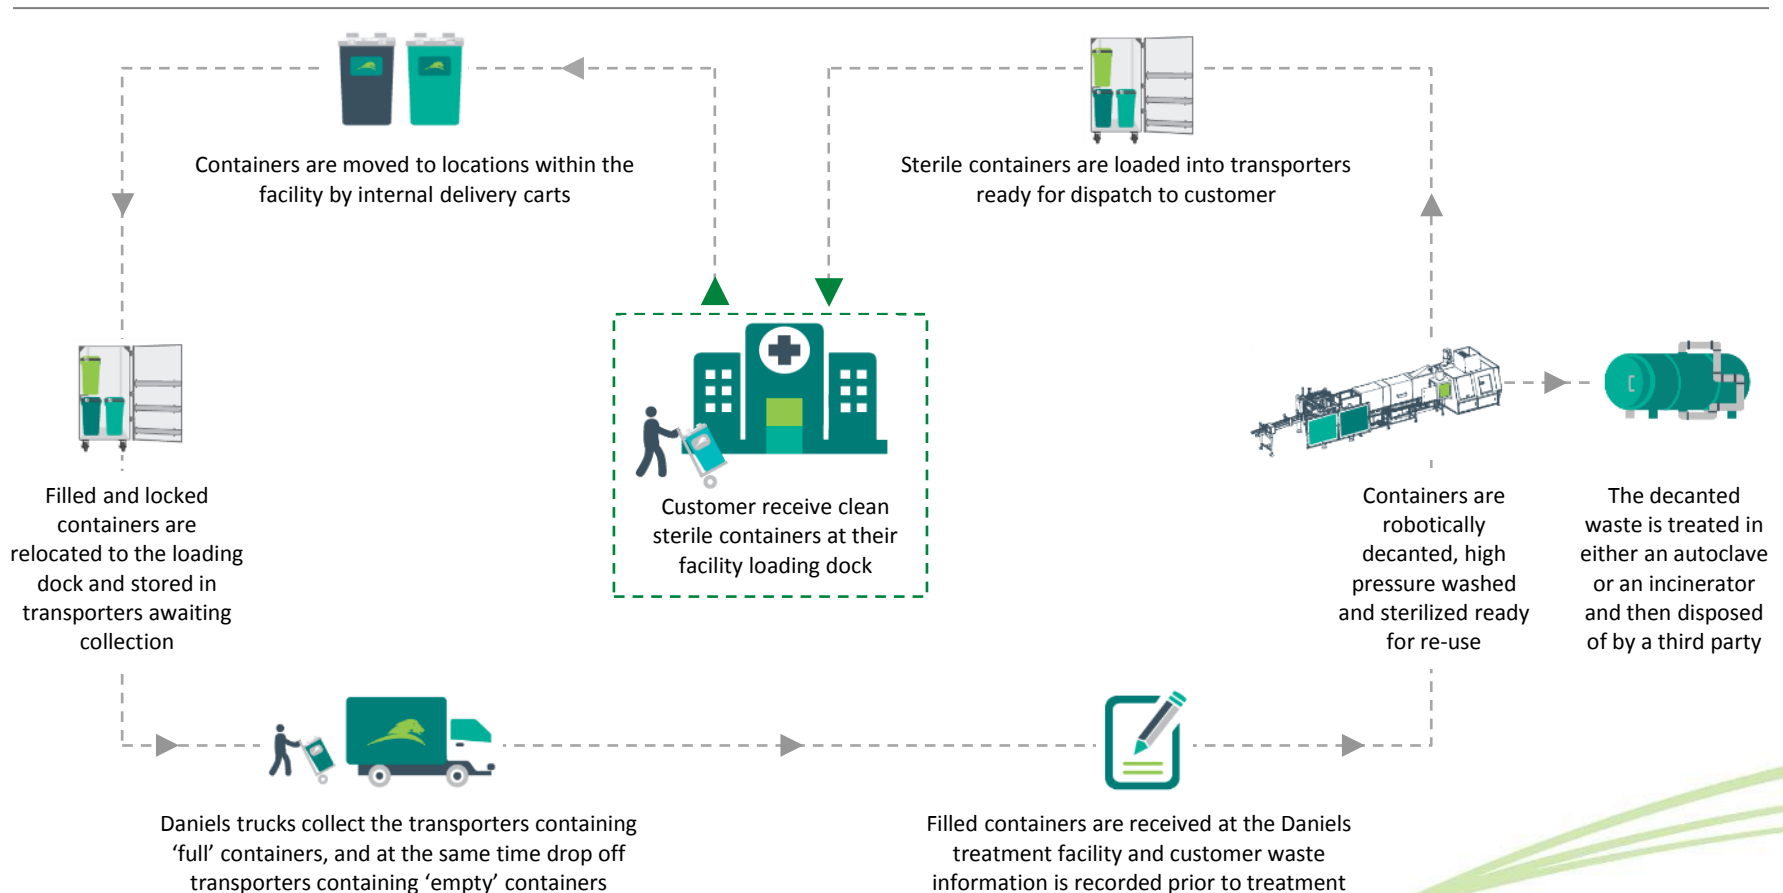 Containers are moved to locations within the
facility by internal delivery carts
Sterile containers are loaded into transporters
ready for dispatch to customer
Customer receive clean
sterile containers at their
facility loading dock
Filled and locked
containers are
relocated to the loading
dock and stored in
transporters awaiting
collection
Containers are
robotically
decanted, high
pressure washed
and sterilized ready
for re-use
The decanted
waste is treated in
either an autoclave
or an incinerator
and then disposed
of by a third party
Daniels trucks collect the transporters containing
‘full’ containers, and at the same time drop off
transporters containing ‘empty’ containers
Filled containers are received at the Daniels
treatment facility and customer waste
information is recorded prior to treatment